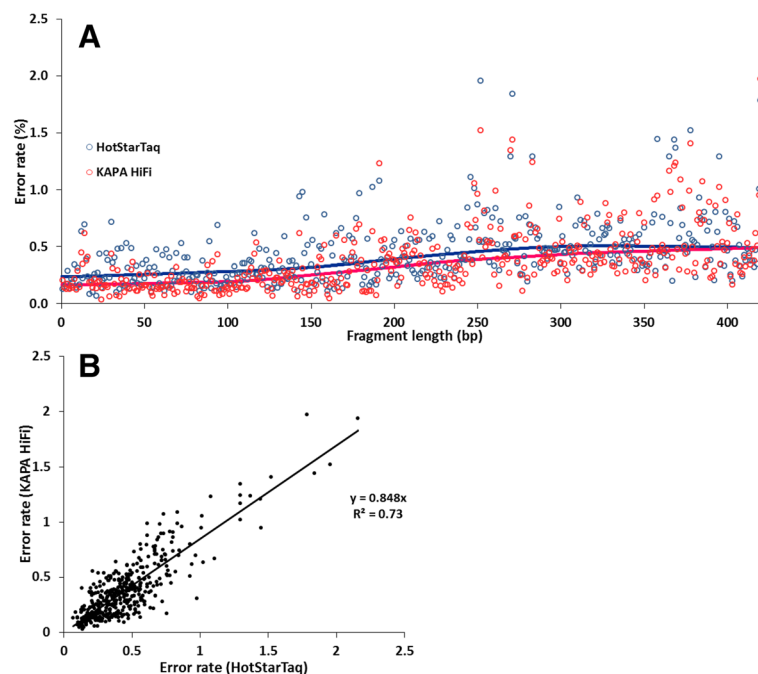 A
2.5
2.0
1.5
1.0
0.5
0.0
Error rate (%)
HotStarTaq
KAPA HiFi
0 50 100 150 200 250 300 350 400
Fragment length (bp)
B
2.5
2
1.5
1
0.5
0
Error rate (KAPA HiFi)
y = 0.848x
R² = 0.73
0 0.5 1 1.5 2 2.5
Error rate (HotStarTaq)